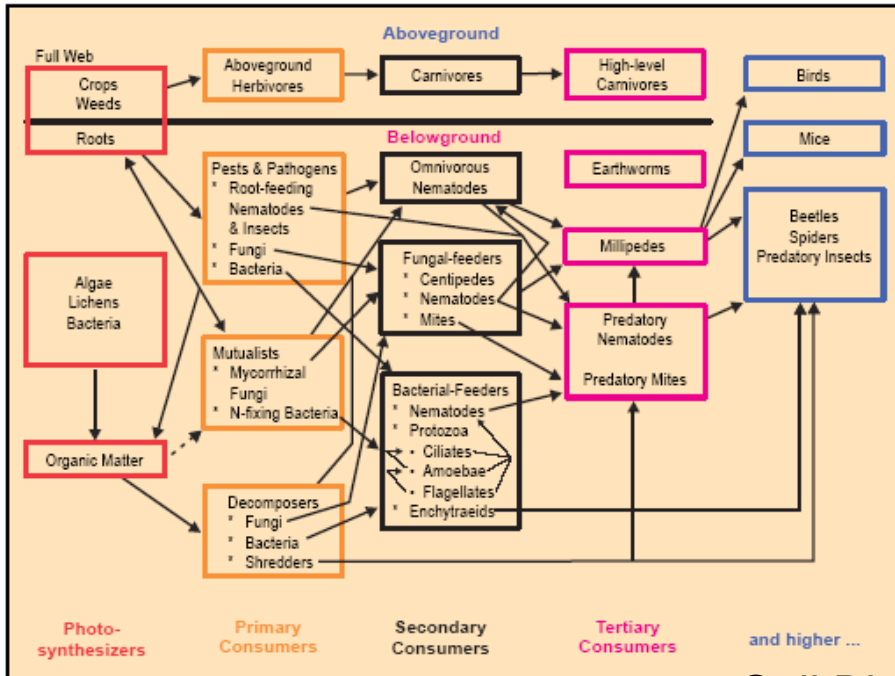 Aboveground
Full Web
Crops
Weeds
Roots
Aboveground
Herbivores
Carnivores
High-level
Carnivores
Birds
Belowground
Mice
Pests & Pathogens
* Root-feeding
Nematodes
& Insects
* Fungi
* Bacteria
Omnivorous
Nematodes
Earthworms
Millipedes
Beetles
Spiders
Predatory Insects
Algae
Lichens
Bacteria
Fungal-feeders
* Centipedes
* Nematodes
* Mites
Predatory
Nematodes
Predatory Mites
Mutualists
* Mycorrhizal
Fungi
* N-fixing Bacteria
Organic Matter
Bacterial-Feeders
* Nematodes
* Protozoa
• Ciliates
• Amoebae
• Flagellates
* Enchytraeids
Decomposers
* Fungi
* Bacteria
* Shredders
Photo-
synthesizers
Primary
Consumers
Secondary
Consumers
Tertiary
Consumers
and higher ...